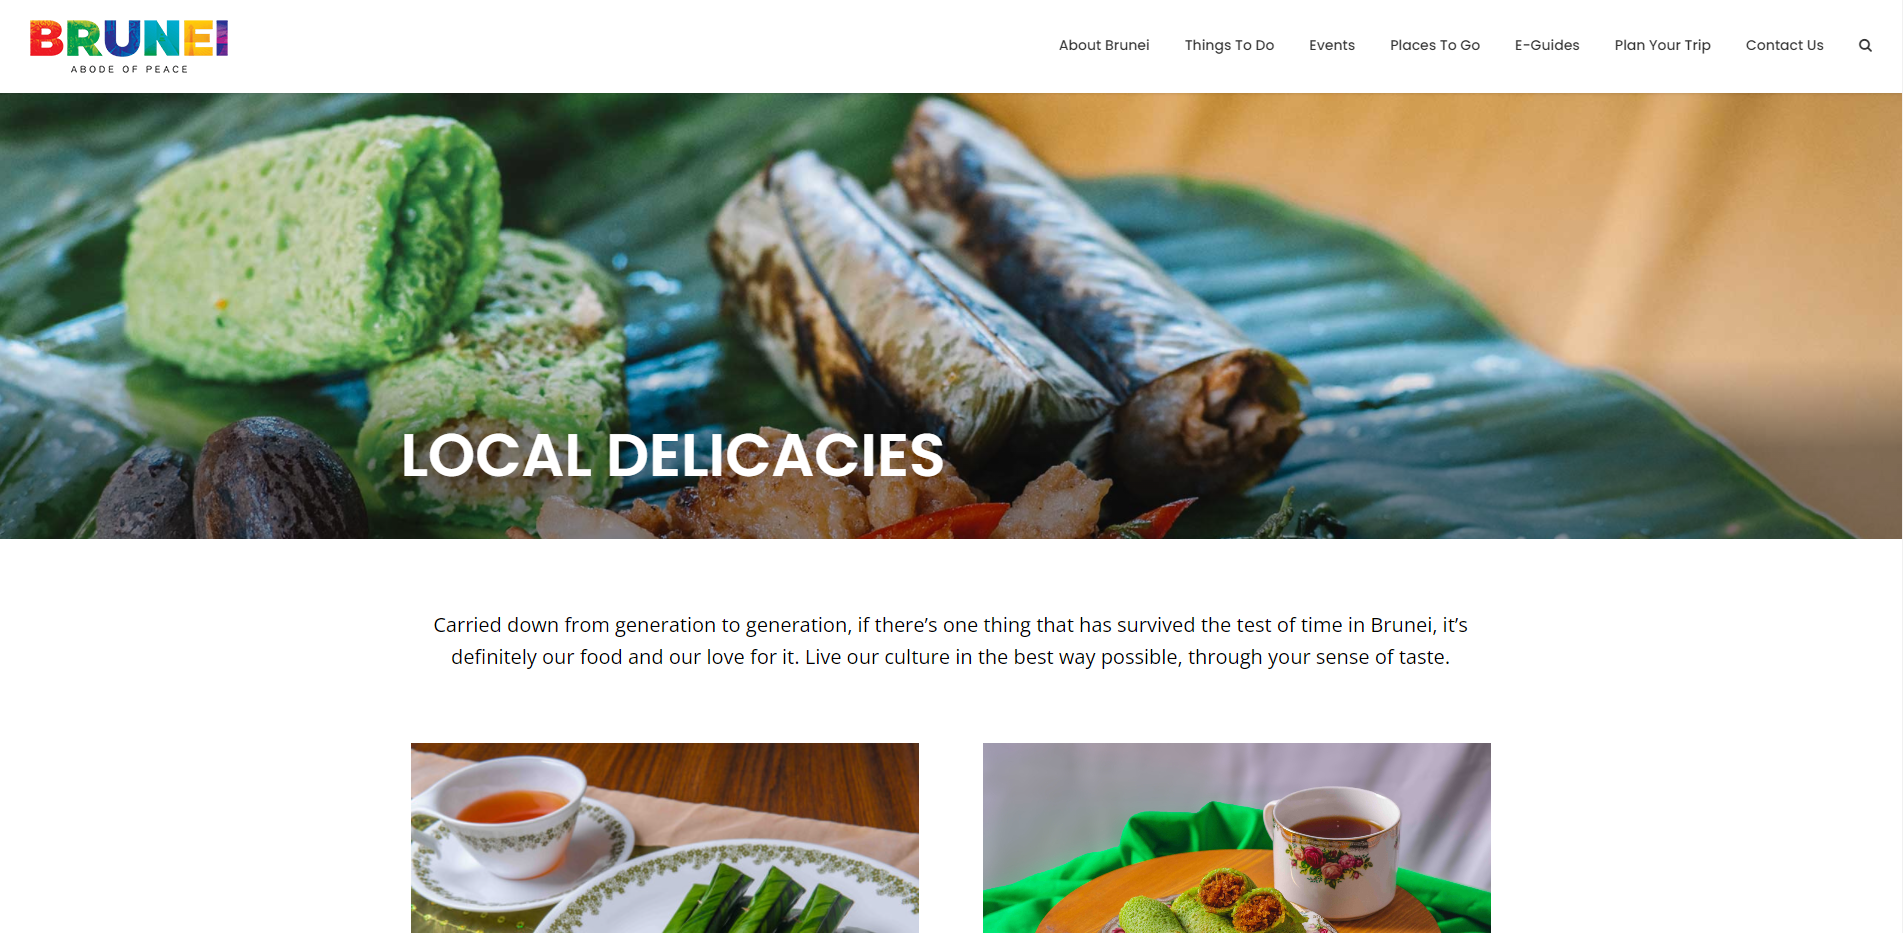 BRUNEI
ABODE OF PEACE
About Brunei
Things To Do
Events
Places To Go
E-Guides
Plan Your Trip
Contact Us
LOCAL DELICACIES
Carried down from generation to generation, if there’s one thing that has survived the test of time in Brunei, it’s
definitely our food and our love for it. Live our culture in the best way possible, through your sense of taste.